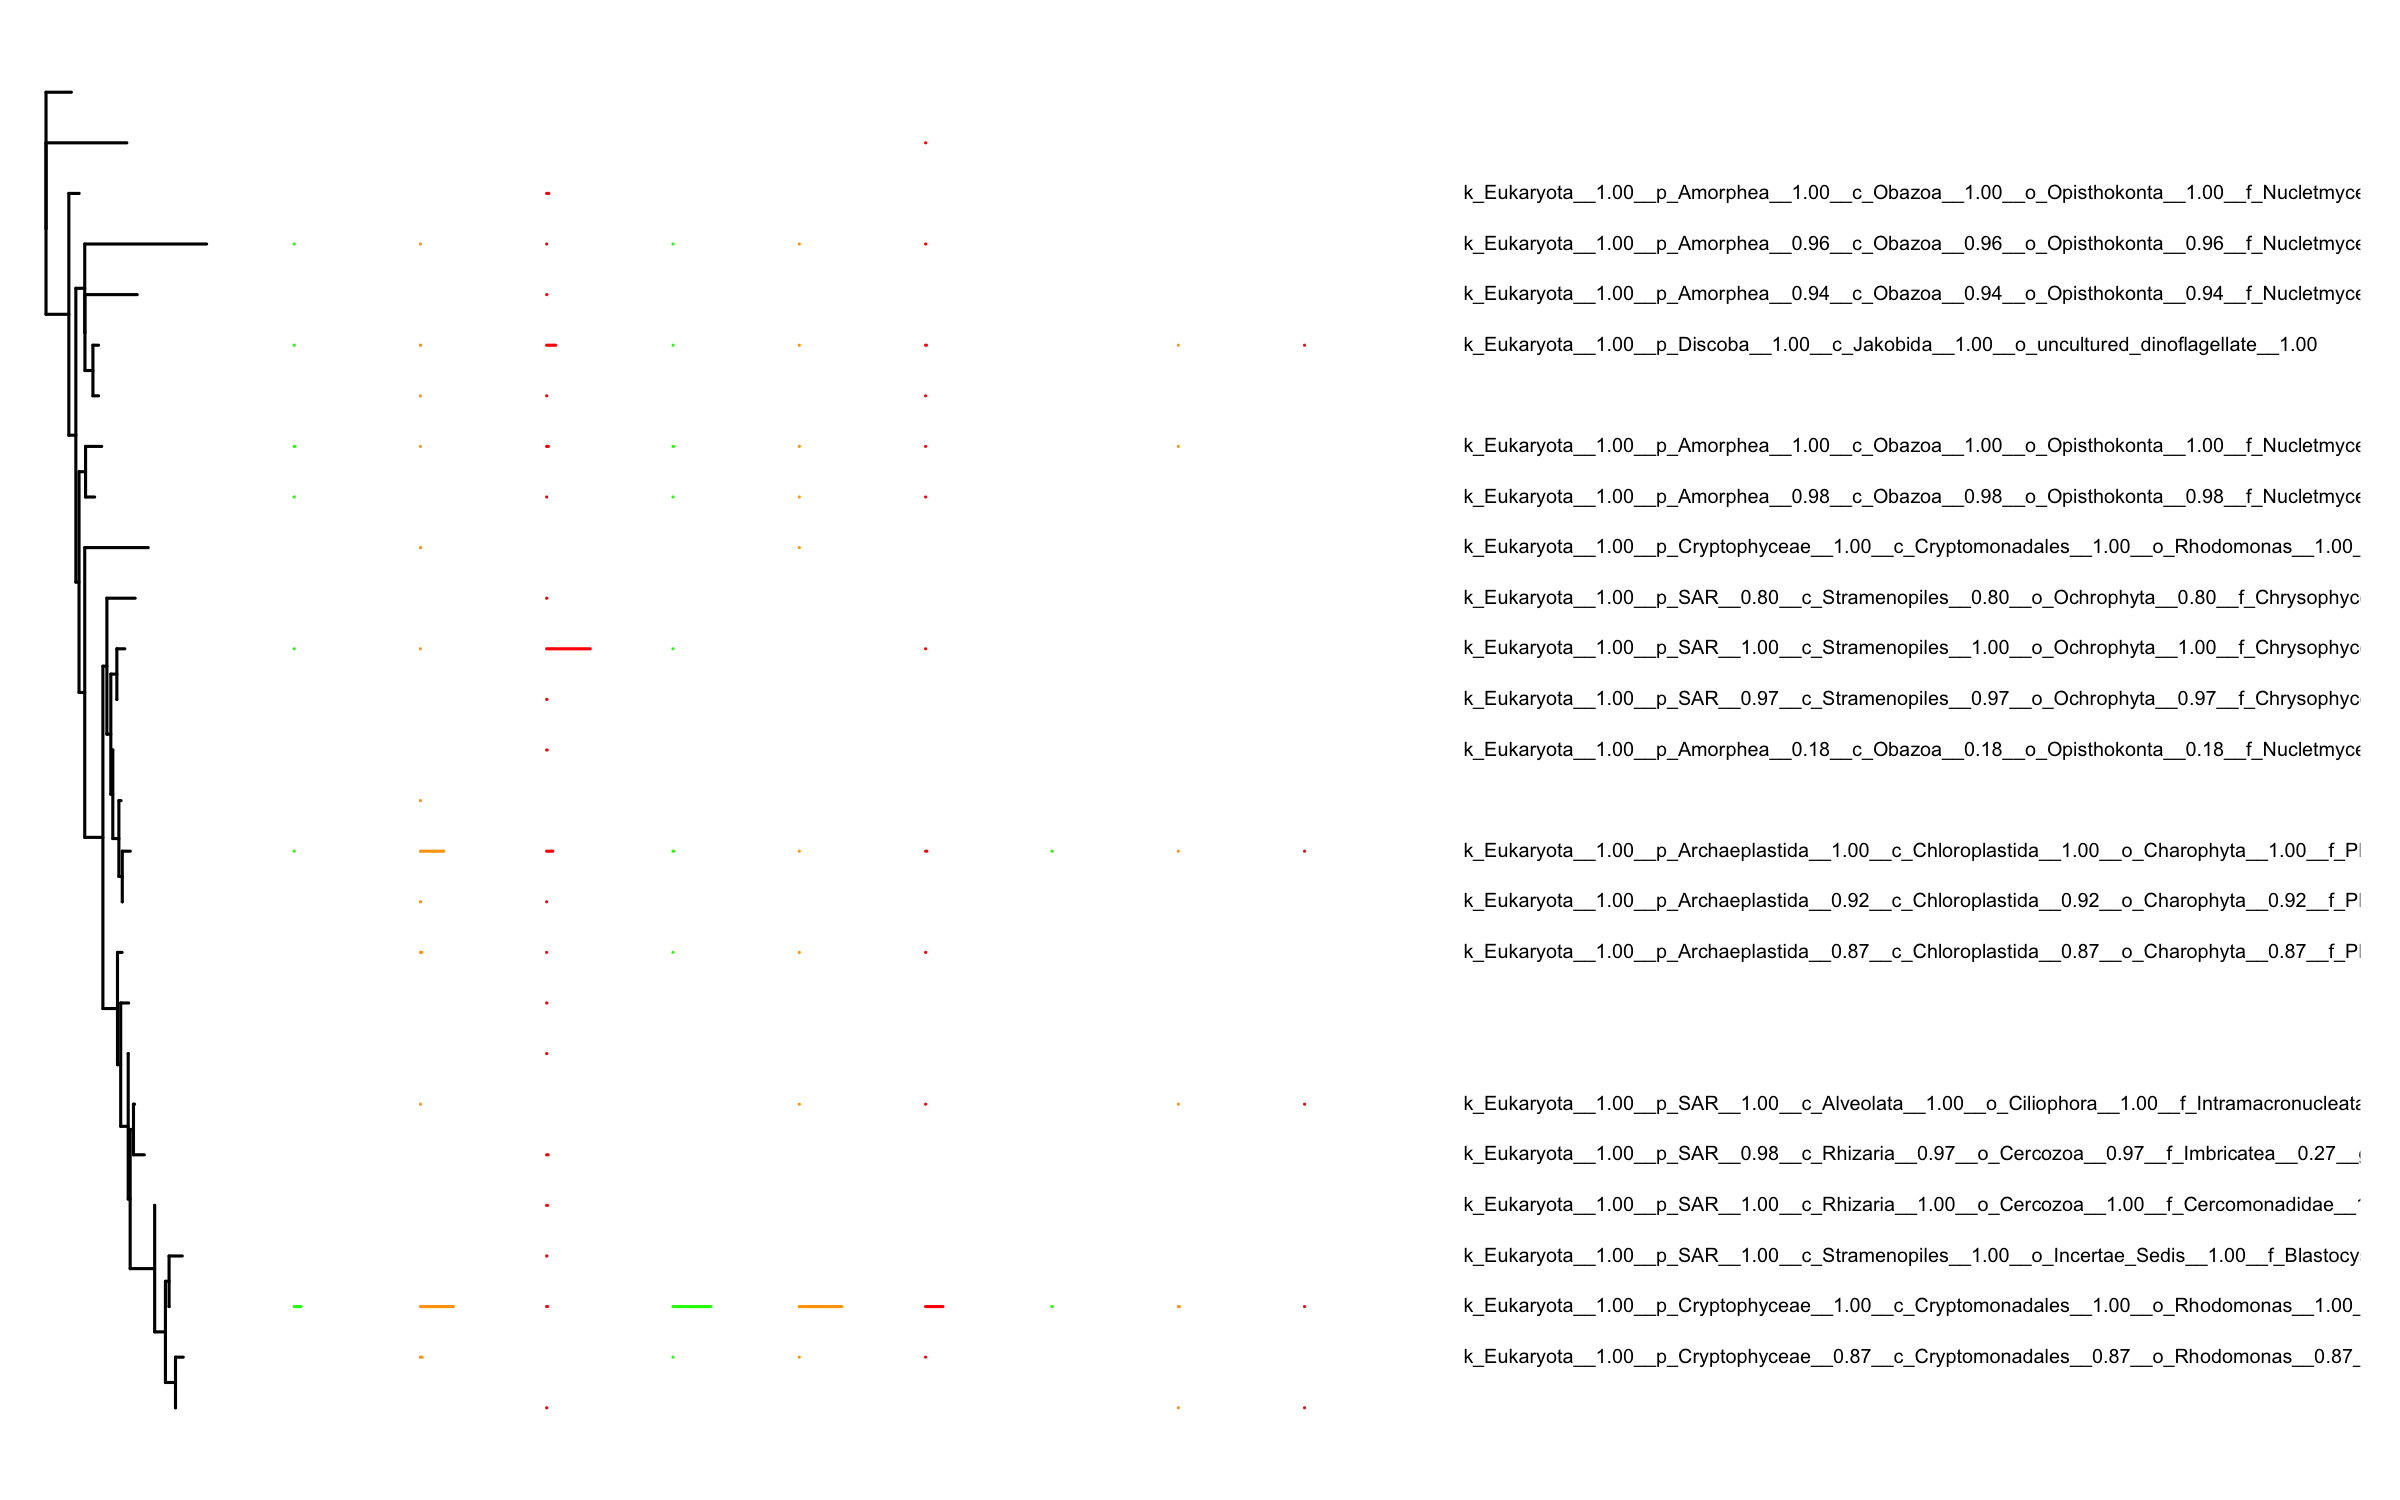 k_Eukaryota__1.00__p_Amorphea__1.00__c_Obazoa__1.00__o_Opisthokonta__1.00__f_Nucletmyce
k_Eukaryota__1.00__p_Amorphea__0.96__c_Obazoa__0.96__o_Opisthokonta__0.96__f_Nucletmyce
k_Eukaryota__1.00__p_Amorphea__0.94__c_Obazoa__0.94__o_Opisthokonta__0.94__f_Nucletmyce
k_Eukaryota__1.00__p_Discoba__1.00__c_Jakobida__1.00__o_uncultured_dinoflagellate__1.00
k_Eukaryota__1.00__p_Amorphea__1.00__c_Obazoa__1.00__o_Opisthokonta__1.00__f_Nucletmyce
k_Eukaryota__1.00__p_Amorphea__0.98__c_Obazoa__0.98__o_Opisthokonta__0.98__f_Nucletmyce
k_Eukaryota__1.00__p_Cryptophyceae__1.00__c_Cryptomonadales__1.00__o_Rhodomonas__1.00_
k_Eukaryota__1.00__p_SAR__0.80__c_Stramenopiles__0.80__o_Ochrophyta__0.80__f_Chrysophyc
k_Eukaryota__1.00__p_SAR__1.00__c_Stramenopiles__1.00__o_Ochrophyta__1.00__f_Chrysophyc
k_Eukaryota__1.00__p_SAR__0.97__c_Stramenopiles__0.97__o_Ochrophyta__0.97__f_Chrysophyc
k_Eukaryota__1.00__p_Amorphea__0.18__c_Obazoa__0.18__o_Opisthokonta__0.18__f_Nucletmyce
k_Eukaryota__1.00__p_Archaeplastida__1.00__c_Chloroplastida__1.00__o_Charophyta__1.00__f_P
k_Eukaryota__1.00__p_Archaeplastida__0.92__c_Chloroplastida__0.92__o_Charophyta__0.92__f_P
k_Eukaryota__1.00__p_Archaeplastida__0.87__c_Chloroplastida__0.87__o_Charophyta__0.87__f_P
k_Eukaryota__1.00__p_SAR__1.00__c_Alveolata__1.00__o_Ciliophora__1.00__f_Intramacronucleata
k_Eukaryota__1.00__p_SAR__0.98__c_Rhizaria__0.97__o_Cercozoa__0.97__f_Imbricatea__0.27__
k_Eukaryota__1.00__p_SAR__1.00__c_Rhizaria__1.00__o_Cercozoa__1.00__f_Cercomonadidae__
k_Eukaryota__1.00__p_SAR__1.00__c_Stramenopiles__1.00__o_Incertae_Sedis__1.00__f_Blastocy
k_Eukaryota__1.00__p_Cryptophyceae__1.00__c_Cryptomonadales__1.00__o_Rhodomonas__1.00_
k_Eukaryota__1.00__p_Cryptophyceae__0.87__c_Cryptomonadales__0.87__o_Rhodomonas__0.87_